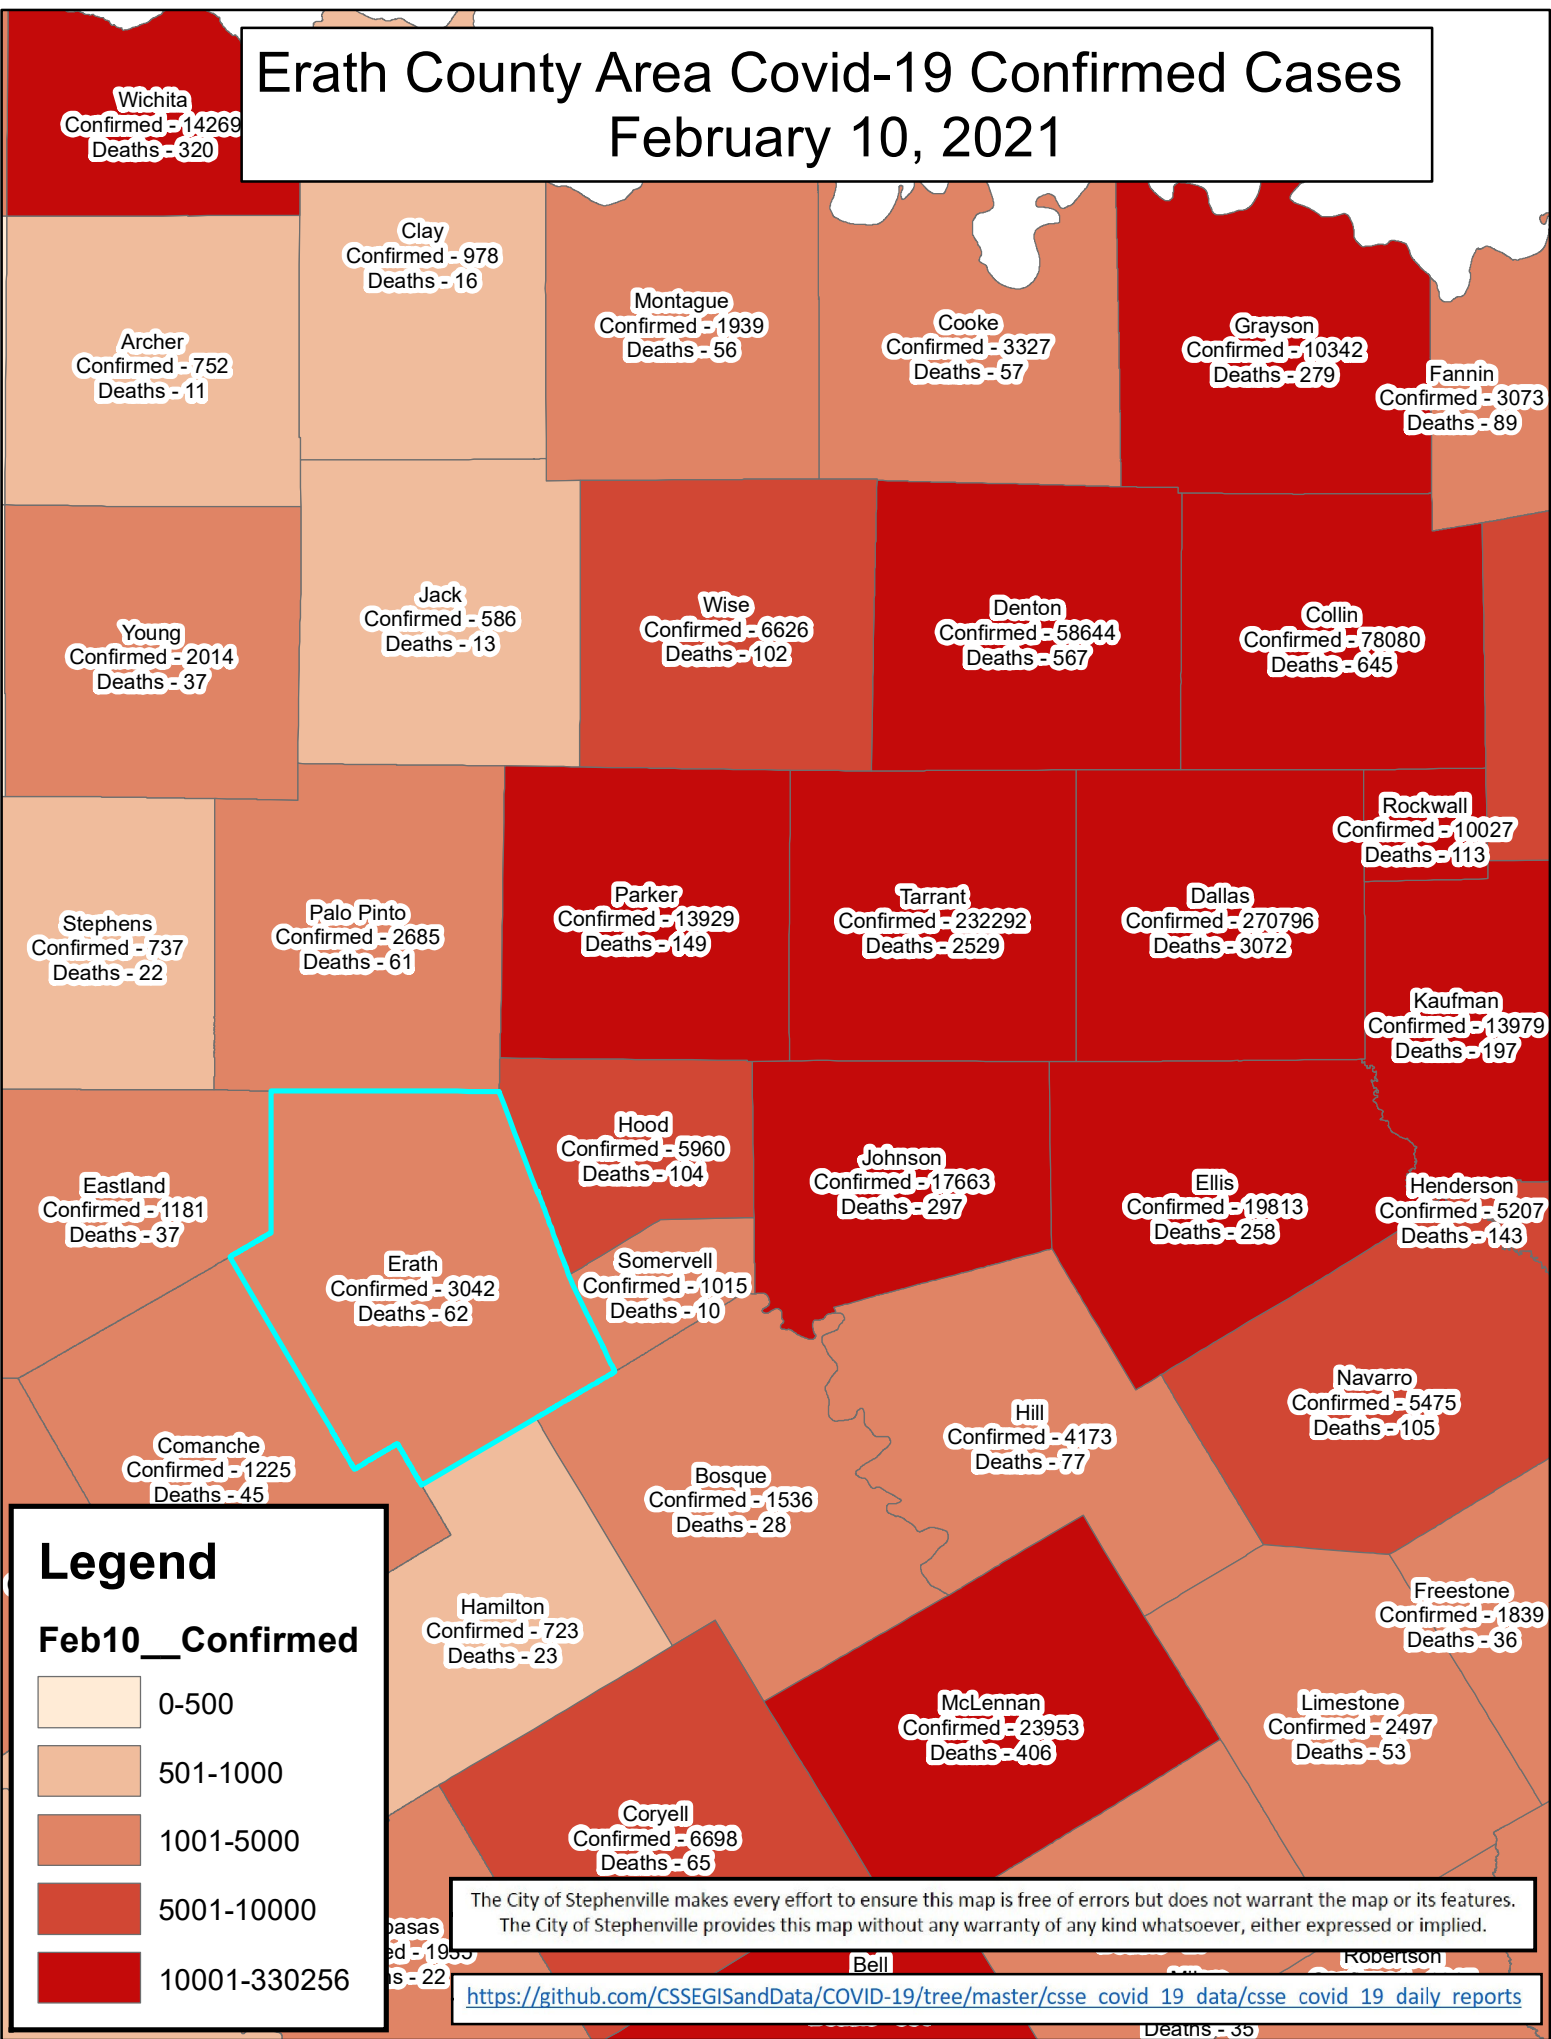 Erath County Area Covid-19 Confirmed Cases
February 10, 2021
Wichita
Confirmed - 14269
Deaths - 320
Clay
Confirmed - 978
Deaths - 16
Montague
Confirmed - 1939
Deaths - 56
Cooke
Confirmed - 3327
Deaths - 57
Grayson
Confirmed - 10342
Deaths - 279
Fannin
Confirmed - 3073
Deaths - 89
Archer
Confirmed - 752
Deaths - 11
Young
Confirmed - 2014
Deaths - 37
Jack
Confirmed - 586
Deaths - 13
Wise
Confirmed - 6626
Deaths - 102
Denton
Confirmed - 58644
Deaths - 567
Collin
Confirmed - 78080
Deaths - 645
Rockwall
Confirmed - 10027
Deaths - 113
Stephens
Confirmed - 737
Deaths - 22
Palo Pinto
Confirmed - 2685
Deaths - 61
Parker
Confirmed - 13929
Deaths - 149
Tarrant
Confirmed - 232292
Deaths - 2529
Dallas
Confirmed - 270796
Deaths - 3072
Kaufman
Confirmed - 13979
Deaths - 197
Eastland
Confirmed - 1181
Deaths - 37
Erath
Confirmed - 3042
Deaths - 62
Hood
Confirmed - 5960
Deaths - 104
Somervell
Confirmed - 1015
Deaths - 10
Johnson
Confirmed - 17663
Deaths - 297
Ellis
Confirmed - 19813
Deaths - 258
Henderson
Confirmed - 5207
Deaths - 143
Comanche
Confirmed - 1225
Deaths - 45
Bosque
Confirmed - 1536
Deaths - 28
Hill
Confirmed - 4173
Deaths - 77
Navarro
Confirmed - 5475
Deaths - 105
Hamilton
Confirmed - 723
Deaths - 23
McLennan
Confirmed - 23953
Deaths - 406
Limestone
Confirmed - 2497
Deaths - 53
Freestone
Confirmed - 1839
Deaths - 36
Coryell
Confirmed - 6698
Deaths - 65
Legend
Feb10__Confirmed
0-500
501-1000
1001-5000
5001-10000
10001-330256
pasas
ns - 22
The City of Stephenville makes every effort to ensure this map is free of errors but does not warrant the map or its features.
The City of Stephenville provides this map without any warranty of any kind whatsoever, either expressed or implied.
Bell
Robertson
https://github.com/CSSEGISandData/COVID-19/tree/master/csse_covid_19_data/csse_covid_19_daily_reports
Deaths - 35